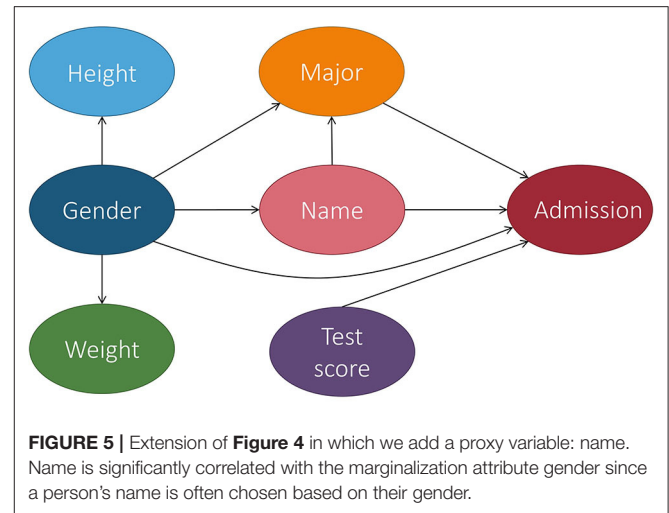 Height
Major
Gender
Name
Admission
Weight
Test
score
FIGURE 5 | Extension of Figure 4 in which we add a proxy variable: name.
Name is significantly correlated with the marginalization attribute gender since
a person's name is often chosen based on their gender.